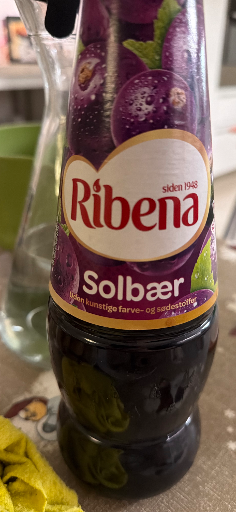 siden 1948
Ribena
Solbær
Uden kunstige farve- og sødestoffer